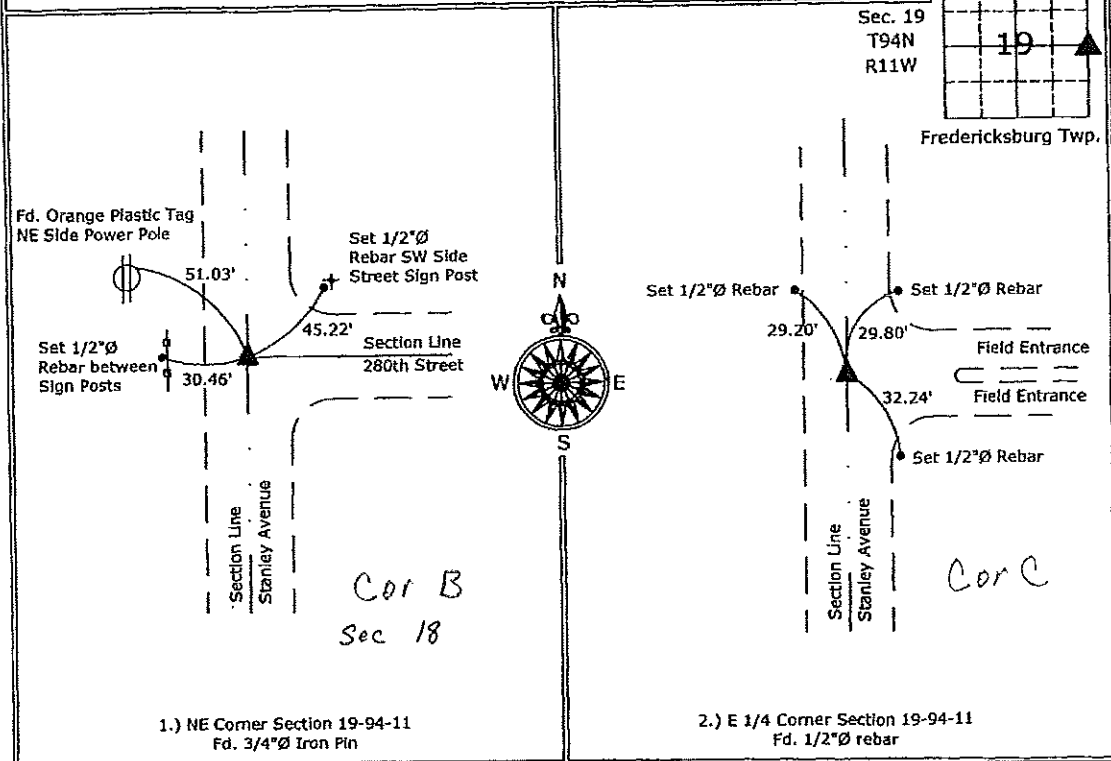 Sec. 19
T94N
R11W
19
Fredericksburg Twp.
Fd. Orange Plastic Tag
NE Side Power Pole
51.03'
Set 1/2"Ø
Rebar SW Side
Street Sign Post
45.22'
Set 1/2"Ø
Rebar between
Sign Posts
30.46'
Section Line
280th Street
Section Line
Stanley Avenue
Cor B
Sec 18
1.) NE Corner Section 19-94-11
Fd. 3/4"Ø Iron Pin
N
W
E
S
Set 1/2"Ø Rebar
Set 1/2"Ø Rebar
29.20'
29.80'
Field Entrance
Field Entrance
32.24'
Set 1/2"Ø Rebar
Section Line
Stanley Avenue
Cor C
2.) E 1/4 Corner Section 19-94-11
Fd. 1/2"Ø rebar